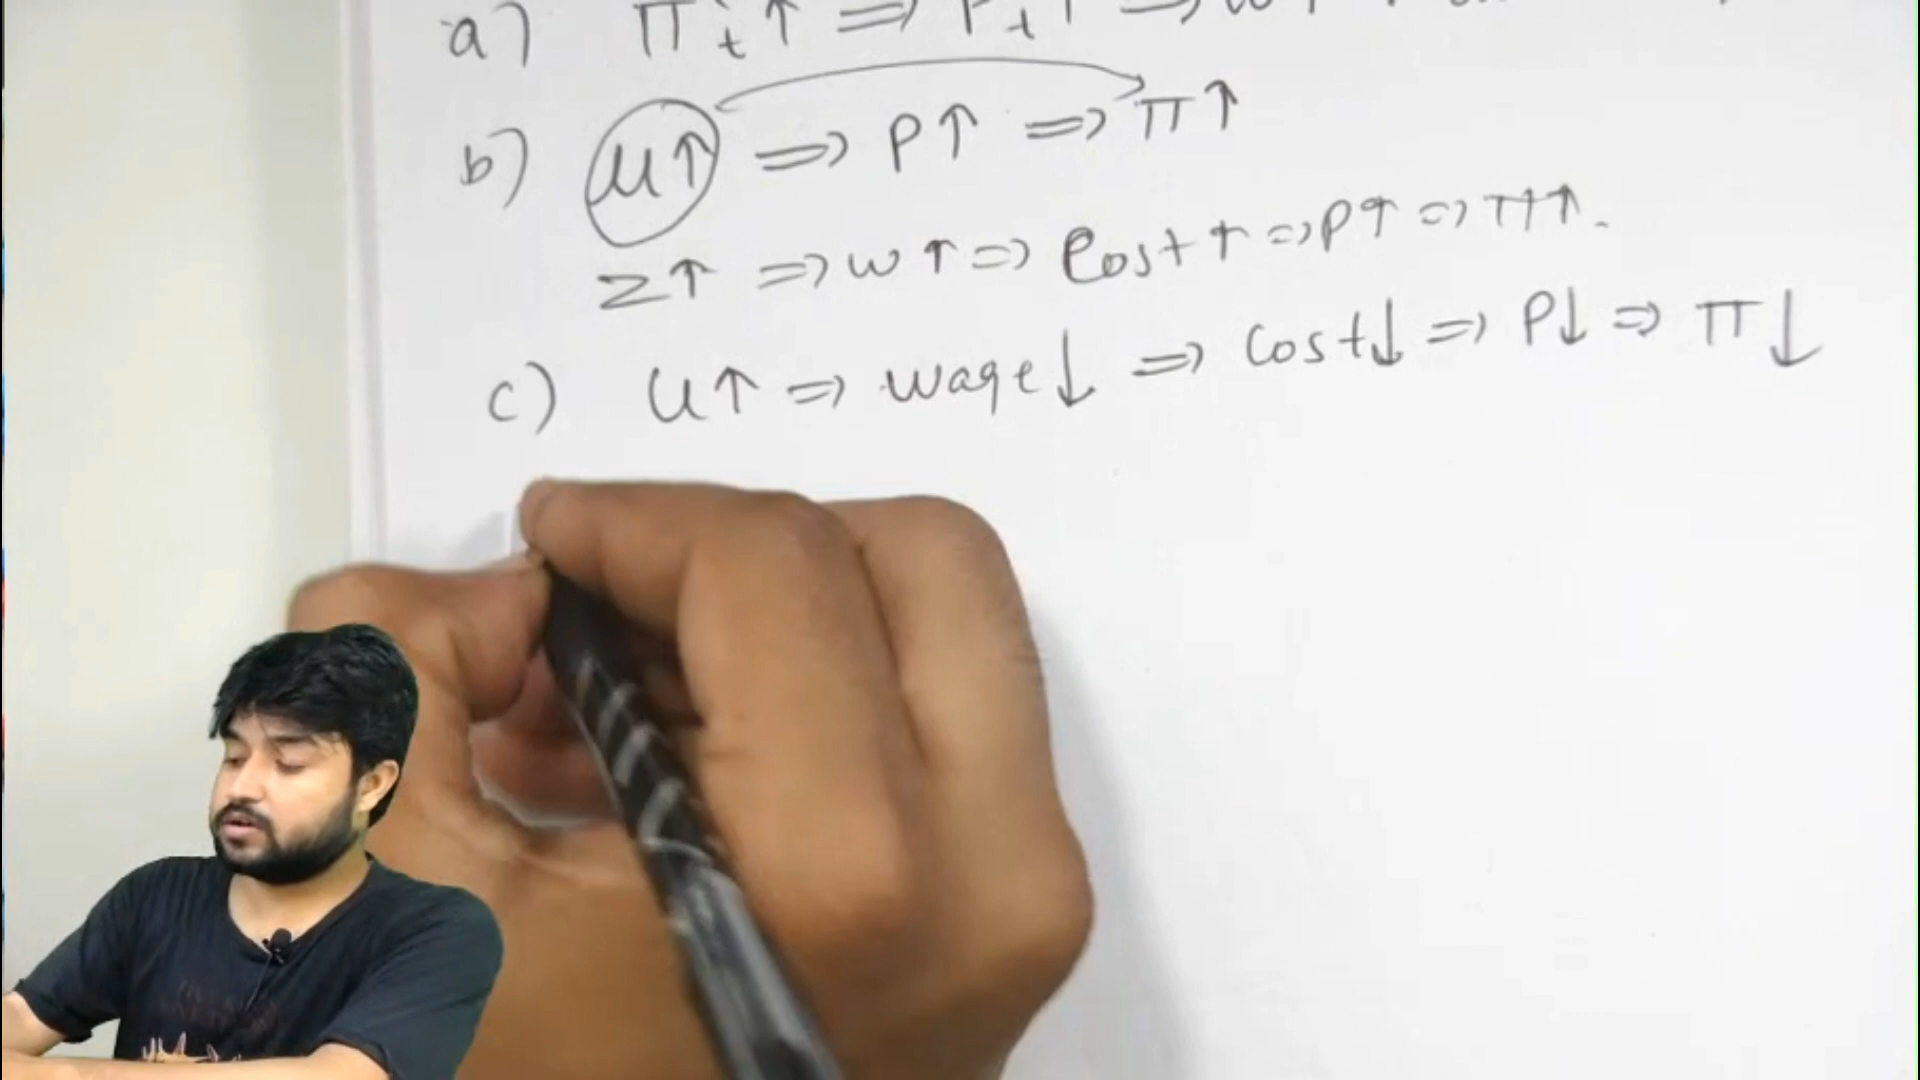 a) π t ↑ ⇒ P t ↑ ⇒ w ↑
b) μ↑ ⇒ P↑ ⇒ π↑
z↑ ⇒ w↑ ⇒ Cost↑ ⇒ P↑ ⇒ π↑.
c) u↑ ⇒ wage↓ ⇒ Cost↓ ⇒ P↓ ⇒ π↓